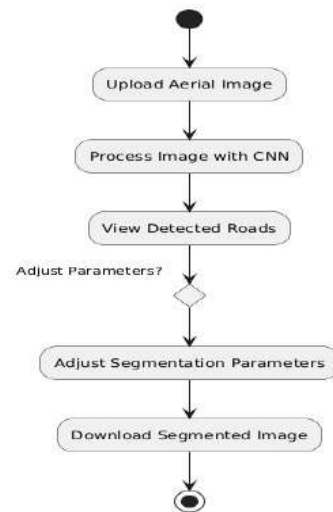 Upload Aerial Image
Process Image with CNN
View Detected Roads
Adjust Parameters?
Adjust Segmentation Parameters
Download Segmented Image